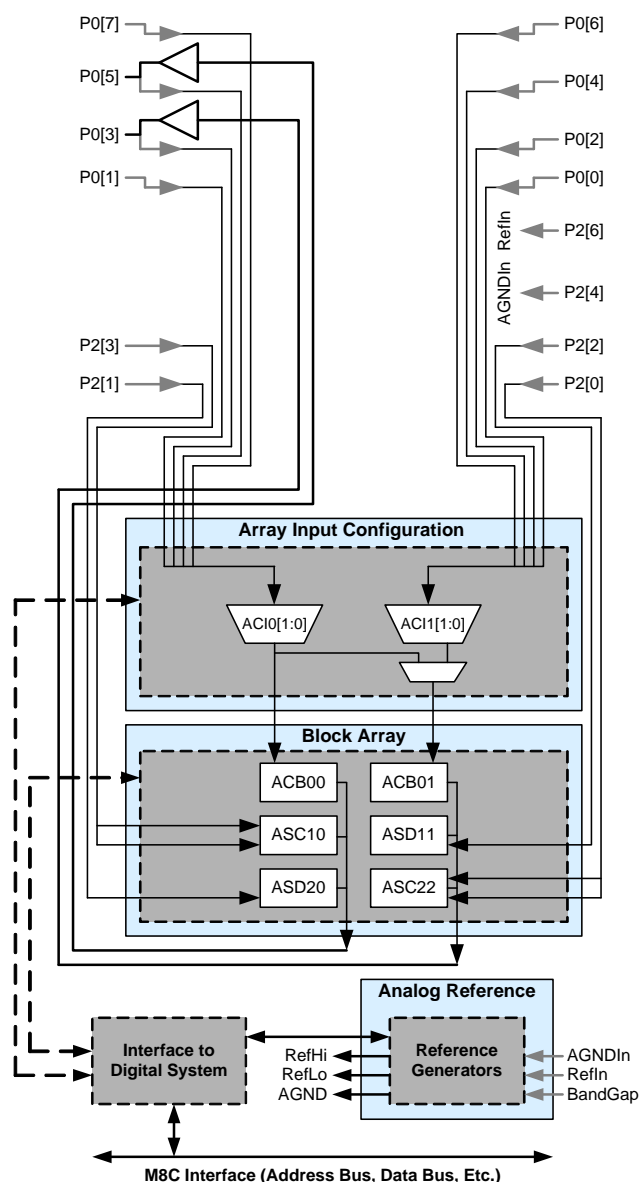 P0[7]
P0[5]
P0[3]
P0[1]
P2[3]
P2[1]
P0[6]
P0[4]
P0[2]
P0[0]
P2[6]
P2[4]
P2[2]
P2[0]
AGNDIn RefIn
Array Input Configuration
ACI0[1:0]
ACI1[1:0]
Block Array
ACB00
ACB01
ASC10
ASD11
ASD20
ASC22
Analog Reference
Interface to
Digital System
RefHi
RefLo
AGND
Reference
Generators
AGNDIn
RefIn
BandGap
M8C Interface (Address Bus, Data Bus, Etc.)